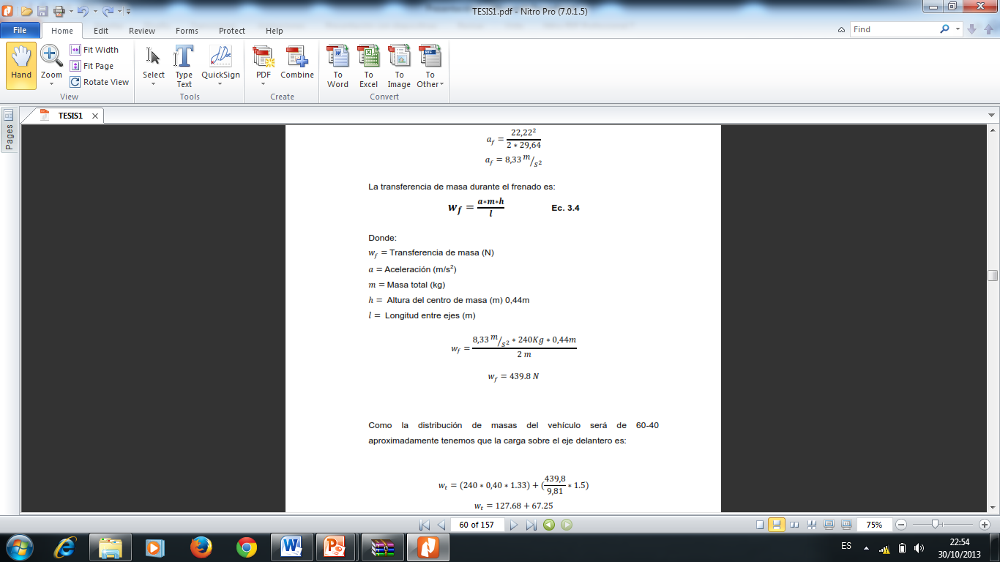 TESIS1.pdf - Nitro Pro (7.0.1.5)
File Home Edit Review Forms Protect Help Find
Hand Zoom Fit Width Fit Page Rotate View
Select Type Text QuickSign
PDF Combine
To Word To Excel To Image To Other
View Tools Create Convert
TESIS1
Pages
a_f = 22,22² / 2 * 29,64
a_f = 8,33 m/s²
La transferencia de masa durante el frenado es:
w_f = a*m*h / l Ec. 3.4
Donde:
w_f = Transferencia de masa (N)
a = Aceleración (m/s²)
m = Masa total (kg)
h = Altura del centro de masa (m) 0,44m
l = Longitud entre ejes (m)
w_f = 8,33 m/s² * 240Kg * 0,44m / 2 m
w_f = 439.8 N
Como la distribución de masas del vehículo será de 60-40
aproximadamente tenemos que la carga sobre el eje delantero es:
w_t = (240 * 0,40 * 1.33) + (439,8 / 9,81 * 1.5)
w_t = 127.68 + 67.25
60 of 157 75%
ES 22:54
30/10/2013